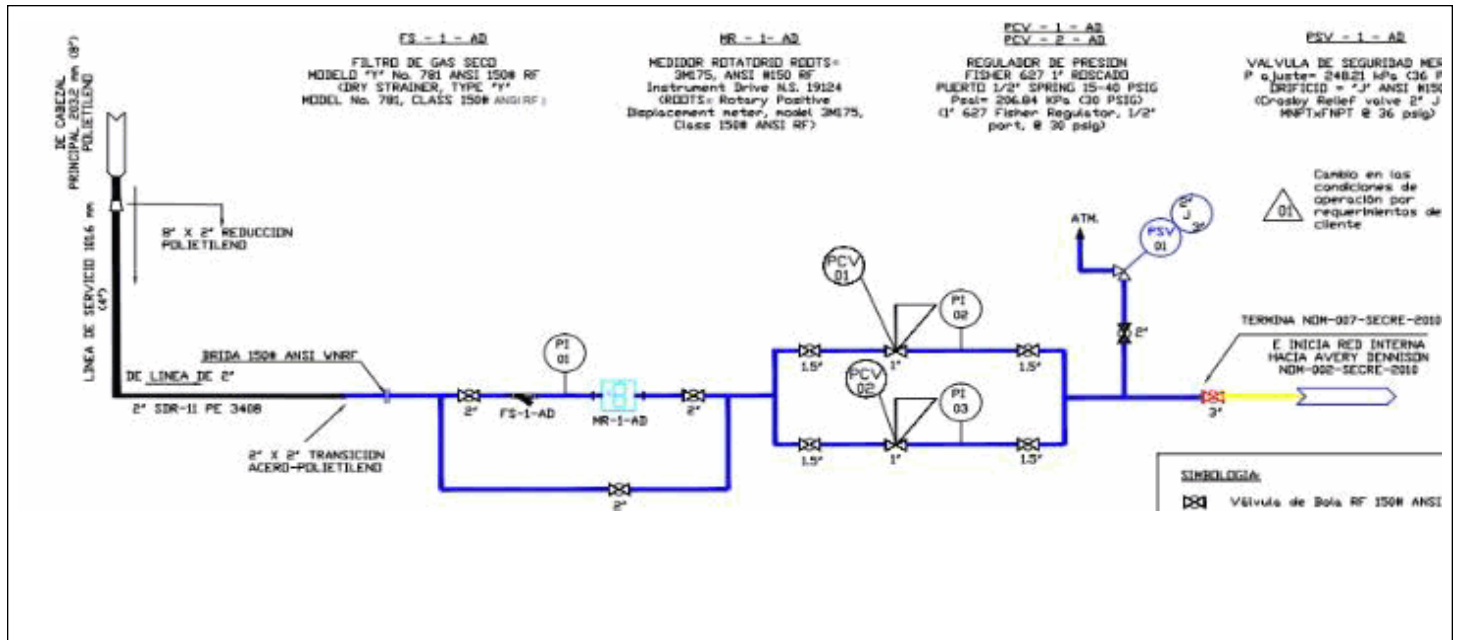 FS - 1 - AD
FILTRO DE GAS SECO
MODELO "Y" No. 781 ANSI 150# RF
(DRY STRAINER, TYPE "Y"
MODEL No. 781, CLASS 150# ANSI RF)
MR - 1- AD
MEDIDOR ROTATORIO ROOTS=
3M175, ANSI #150 RF
Instrument Drive N.S. 19124
(ROOTS= Rotary Positive
Displacement meter, model 3M175,
Class 150# ANSI RF)
PCV - 1 - AD
PCV - 2 - AD
REGULADOR DE PRESION
FISHER 627 1" ROSCADO
PUERTO 1/2" SPRING 15-40 PSIG
Psal= 206.84 KPa (30 PSIG)
(1" 627 Fisher Regulator, 1/2"
port, @ 30 psig)
PSV - 1 - AD
VALVULA DE SEGURIDAD
P ajuste= 248.21 kPa (36
ORIFICIO = "J" ANSI
(Crosby Relief valve 2" J
MNPTxFNPT @ 36 psig)
DE CABEZAL
PRINCIPAL 203.2 mm (8")
POLIETILENO
8" X 2" REDUCCION
POLIETILENO
LINEA DE SERVICIO 101.6 mm
(4")
01
Cambio en las
condiciones de
operación por
requerimientos de
cliente
ATM.
2"
J
3"
PSV
01
2"
PCV
01
PI
02
1.5"
1"
1.5"
PCV
02
PI
03
1.5"
1"
1.5"
BRIDA 150# ANSI WNRF
PI
01
DE LINEA DE 2"
2" SDR-11 PE 3408
2"
FS-1-AD
MR-1-AD
2"
2" X 2" TRANSICION
ACERO-POLIETILENO
2"
TERMINA NOM-007-SECRE-2010
E INICIA RED INTERNA
HACIA AVERY DENNISON
NOM-002-SECRE-2010
3"
SIMBOLOGIA:
Válvula de Bola RF 150# ANSI